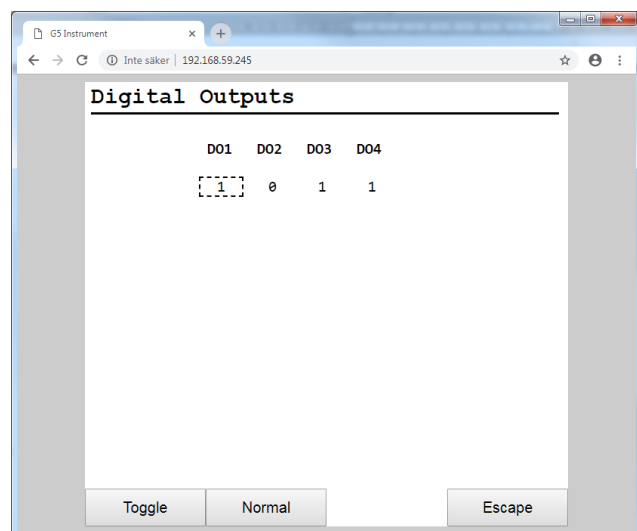 G5 Instrument
Inte säker | 192.168.59.245
Digital Outputs
DO1 DO2 DO3 DO4
1 0 1 1
Toggle Normal Escape